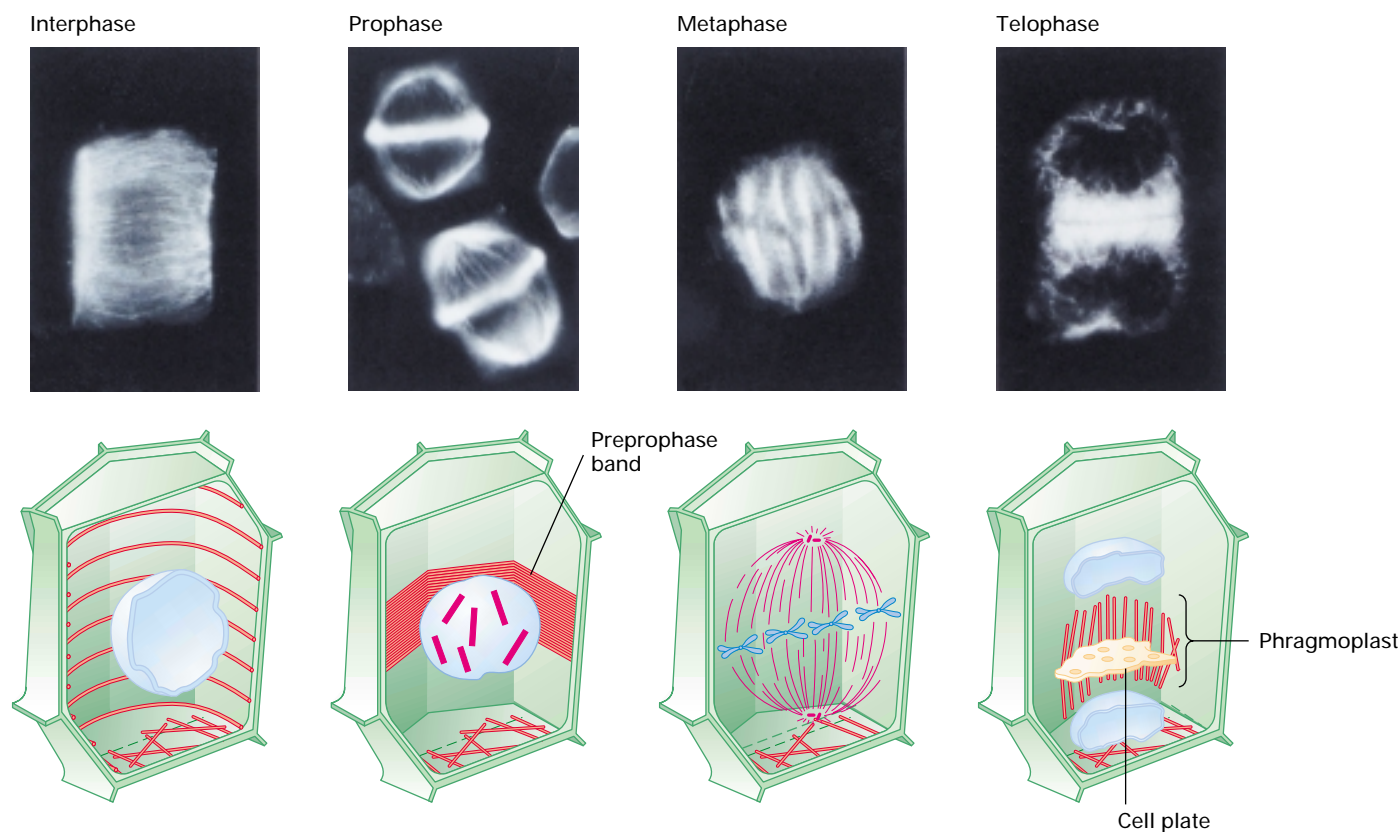 Interphase
Prophase
Metaphase
Telophase
Preprophase
band
Phragmoplast
Cell plate